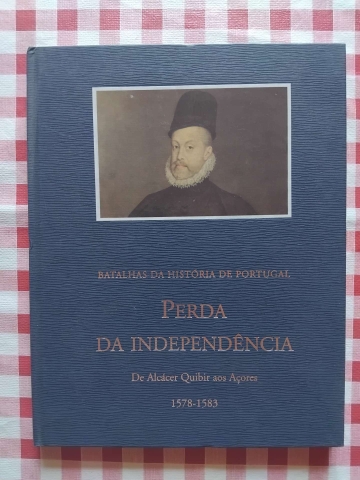 BATALHAS DA HISTÓRIA DE PORTUGAL
PERDA
DA INDEPENDÊNCIA
De Alcácer Quibir aos Açores
1578-1583